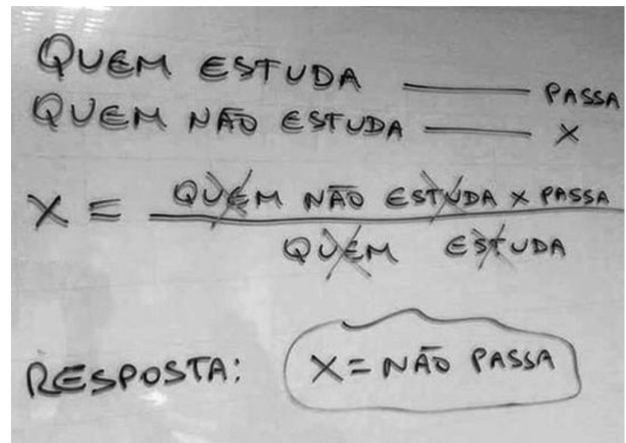 QUEM ESTUDA —— PASSA
QUEM NÃO ESTUDA —— X
X = QUEM NÃO ESTUDA X PASSA
QUEM ESTUDA
RESPOSTA: X = NÃO PASSA